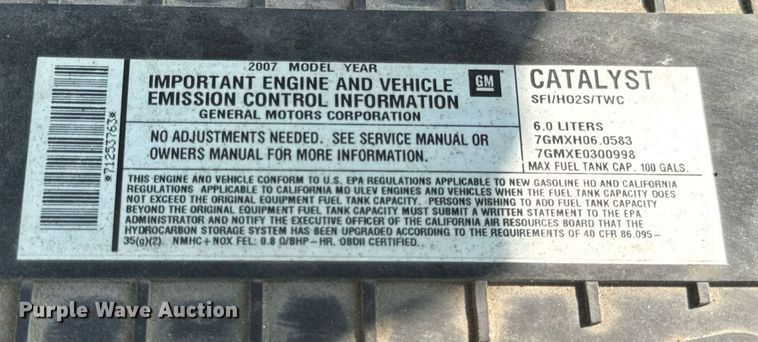 2007 MODEL YEAR
IMPORTANT ENGINE AND VEHICLE
EMISSION CONTROL INFORMATION
GENERAL MOTORS CORPORATION
GM
NO ADJUSTMENTS NEEDED. SEE SERVICE MANUAL OR
OWNERS MANUAL FOR MORE INFORMATION.
CATALYST
SFI/HO2S/TWC
6.0 LITERS
7GMXH06.0583
7GMXE0300998
MAX FUEL TANK CAP. 100 GALS.
THIS ENGINE AND VEHICLE CONFORM TO U.S. EPA REGULATIONS APPLICABLE TO NEW GASOLINE HD AND CALIFORNIA
REGULATIONS APPLICABLE TO CALIFORNIA MD ULEV ENGINES AND VEHICLES WHEN THE FUEL TANK CAPACITY DOES
NOT EXCEED THE ORIGINAL EQUIPMENT FUEL TANK CAPACITY. PERSONS WISHING TO ADD FUEL TANK CAPACITY
BEYOND THE ORIGINAL EQUIPMENT FUEL TANK CAPACITY MUST SUBMIT A WRITTEN STATEMENT TO THE EPA
ADMINISTRATOR AND NOTIFY THE EXECUTIVE OFFICER OF THE CALIFORNIA AIR RESOURCES BOARD THAT THE
HYDROCARBON STORAGE SYSTEM HAS BEEN UPGRADED ACCORDING TO THE REQUIREMENTS OF 40 CFR 86.095-
35(g)(2). NMHC+NOX FEL: 0.8 G/BHP-HR. OBDII CERTIFIED.
*71253763*
Purple Wave Auction